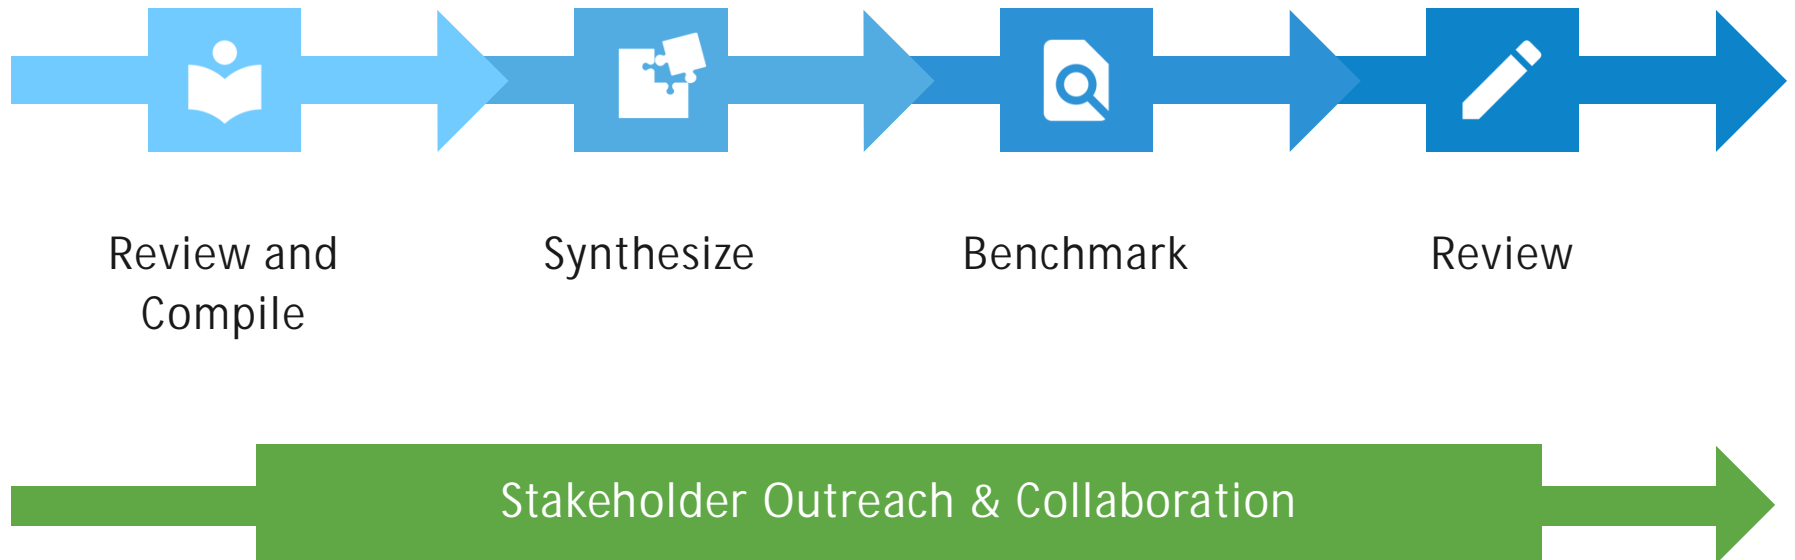 Review and
Compile
Synthesize
Benchmark
Review
Stakeholder Outreach & Collaboration